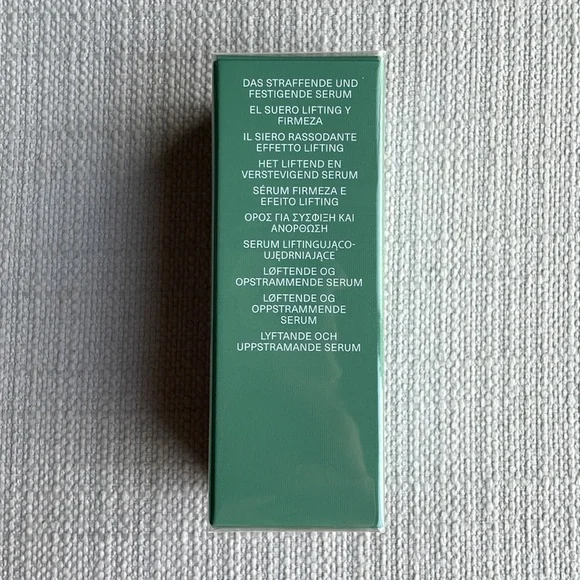 DAS STRAFFENDE UND
FESTIGENDE SERUM
EL SUERO LIFTING Y
FIRMEZA
IL SIERO RASSODANTE
EFFETTO LIFTING
HET LIFTEND EN
VERSTEVIGEND SERUM
SÉRUM FIRMEZA E
EFEITO LIFTING
ΟΡΟΣ ΓΙΑ ΣΥΣΦΙΞΗ ΚΑΙ
ΑΝΟΡΘΩΣΗ
SERUM LIFTINGUJĄCO-
UJĘDRNIAJĄCE
LØFTENDE OG
OPSTRAMMENDE SERUM
LØFTENDE OG
OPPSTRAMMENDE
SERUM
LYFTANDE OCH
UPPSTRAMANDE SERUM